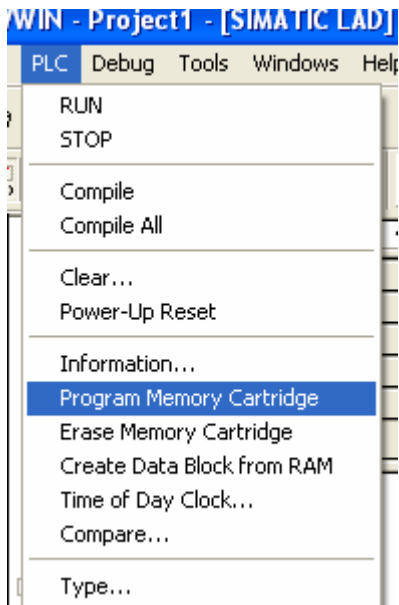 /WIN - Project1 - [SIMATIC LAD]
PLC Debug Tools Windows Help
RUN
STOP
Compile
Compile All
Clear...
Power-Up Reset
Information...
Program Memory Cartridge
Erase Memory Cartridge
Create Data Block from RAM
Time of Day Clock...
Compare...
Type...